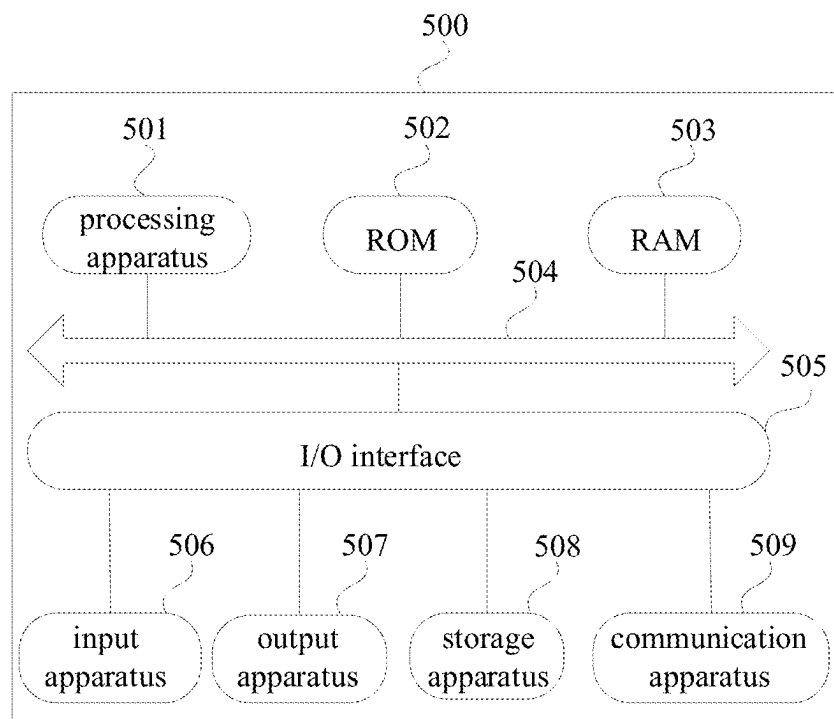 500
501
502
503
processing
apparatus
ROM
RAM
504
505
I/O interface
506
507
508
509
input
apparatus
output
apparatus
storage
apparatus
communication
apparatus